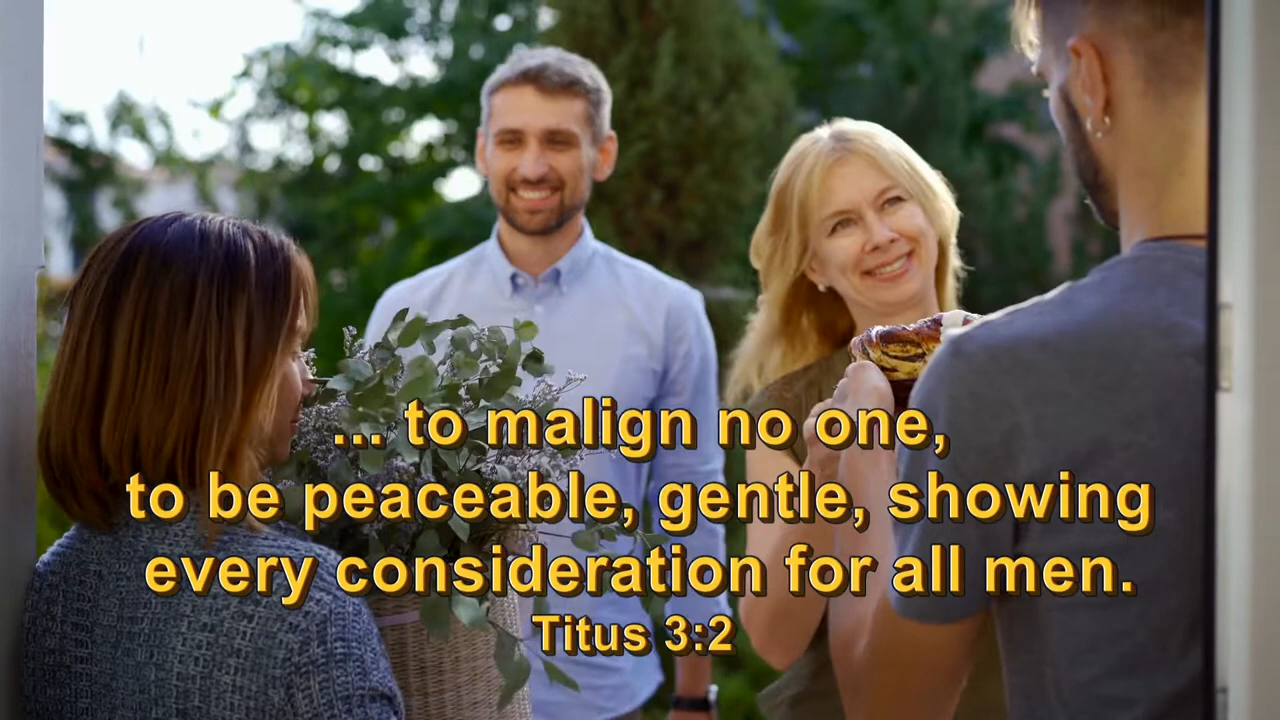 ... to malign no one,
to be peaceable, gentle, showing
every consideration for all men.
Titus 3:2